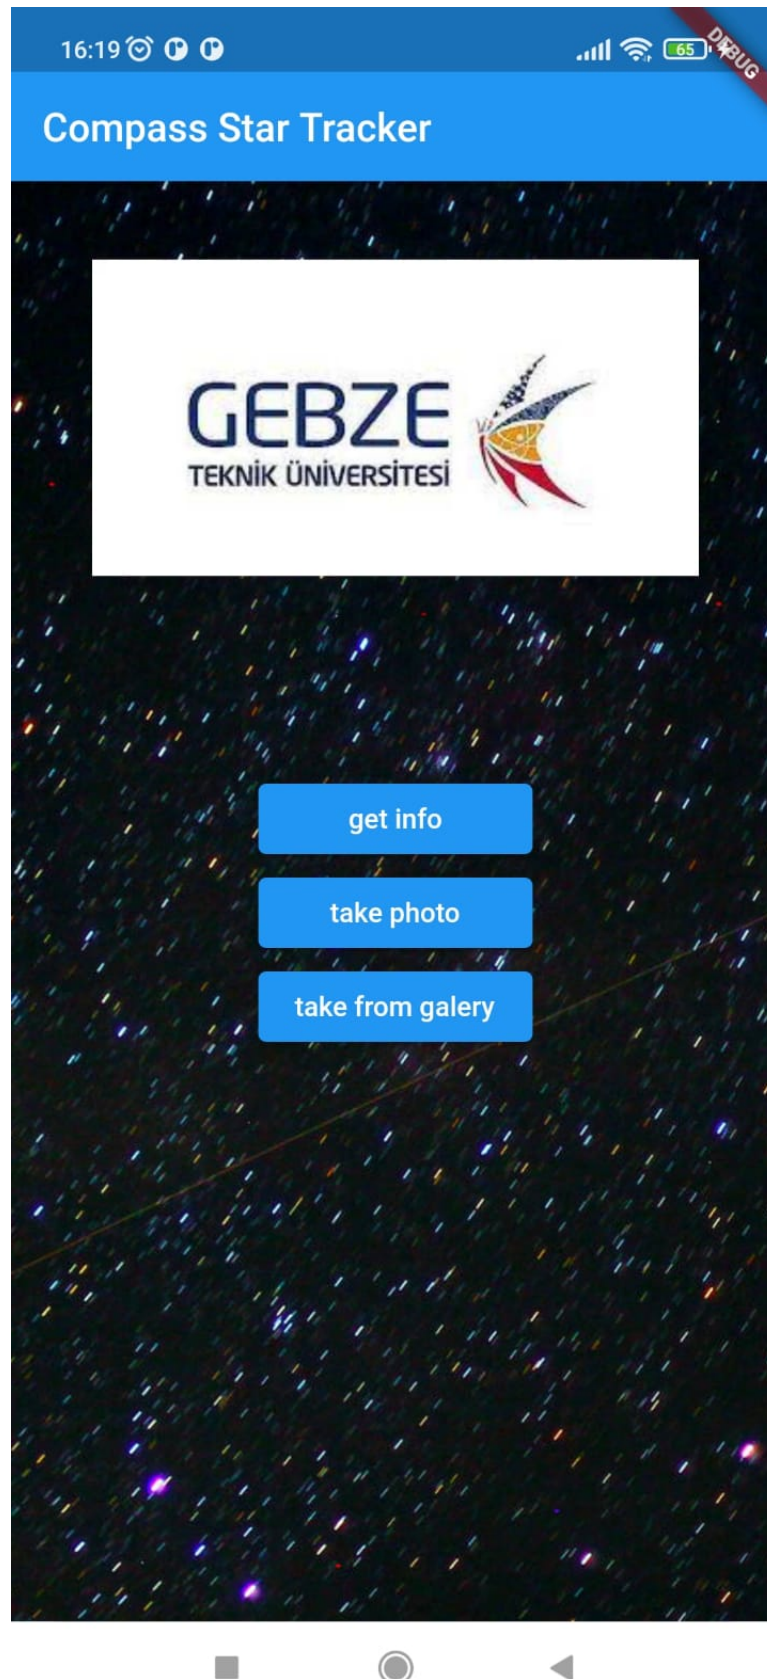 16:19
65
DEBUG
Compass Star Tracker
GEBZE
TEKNİK ÜNİVERSİTESİ
get info
take photo
take from galery